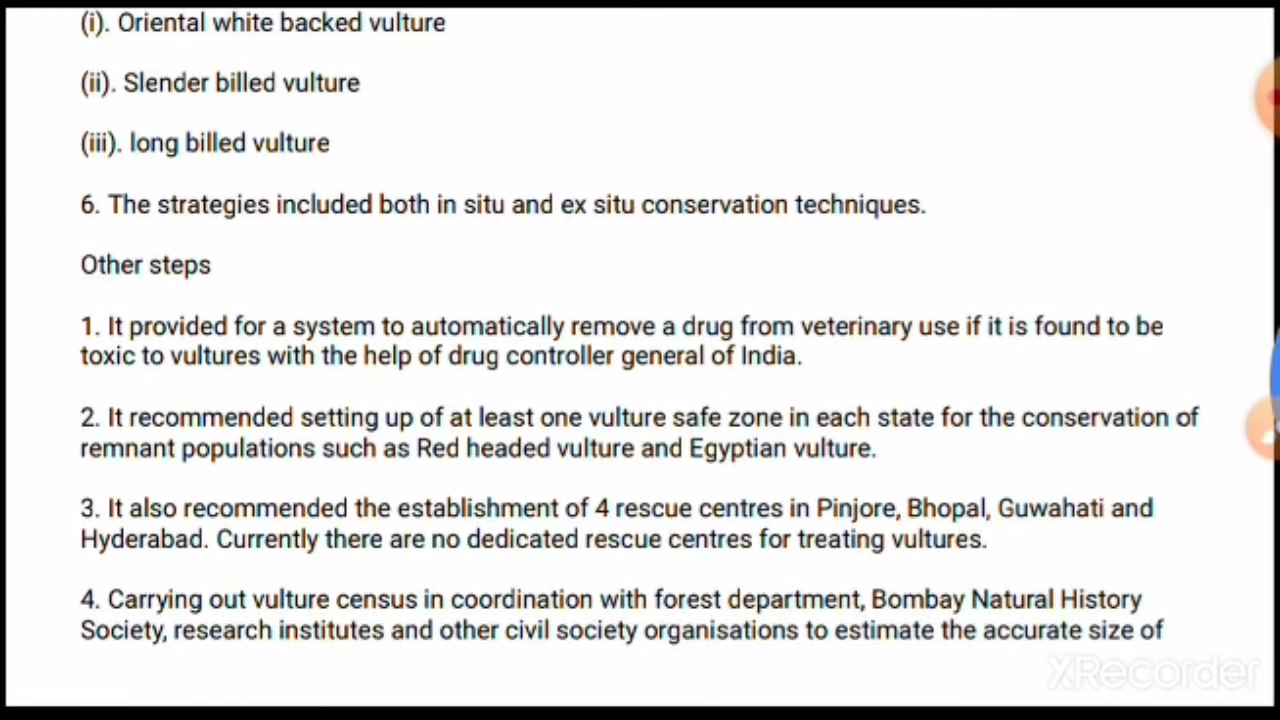 (i). Oriental white backed vulture
(ii). Slender billed vulture
(iii). long billed vulture
6. The strategies included both in situ and ex situ conservation techniques.
Other steps
1. It provided for a system to automatically remove a drug from veterinary use if it is found to be
toxic to vultures with the help of drug controller general of India.
2. It recommended setting up of at least one vulture safe zone in each state for the conservation of
remnant populations such as Red headed vulture and Egyptian vulture.
3. It also recommended the establishment of 4 rescue centres in Pinjore, Bhopal, Guwahati and
Hyderabad. Currently there are no dedicated rescue centres for treating vultures.
4. Carrying out vulture census in coordination with forest department, Bombay Natural History
Society, research institutes and other civil society organisations to estimate the accurate size of
XRecorder